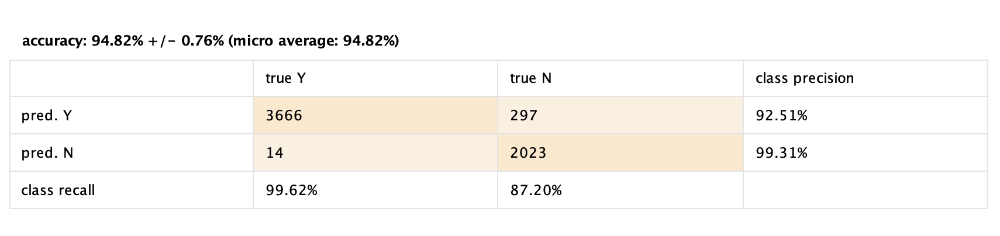 accuracy: 94.82% +/- 0.76% (micro average: 94.82%)
true Y true N class precision
pred. Y 3666 297 92.51%
pred. N 14 2023 99.31%
class recall 99.62% 87.20%